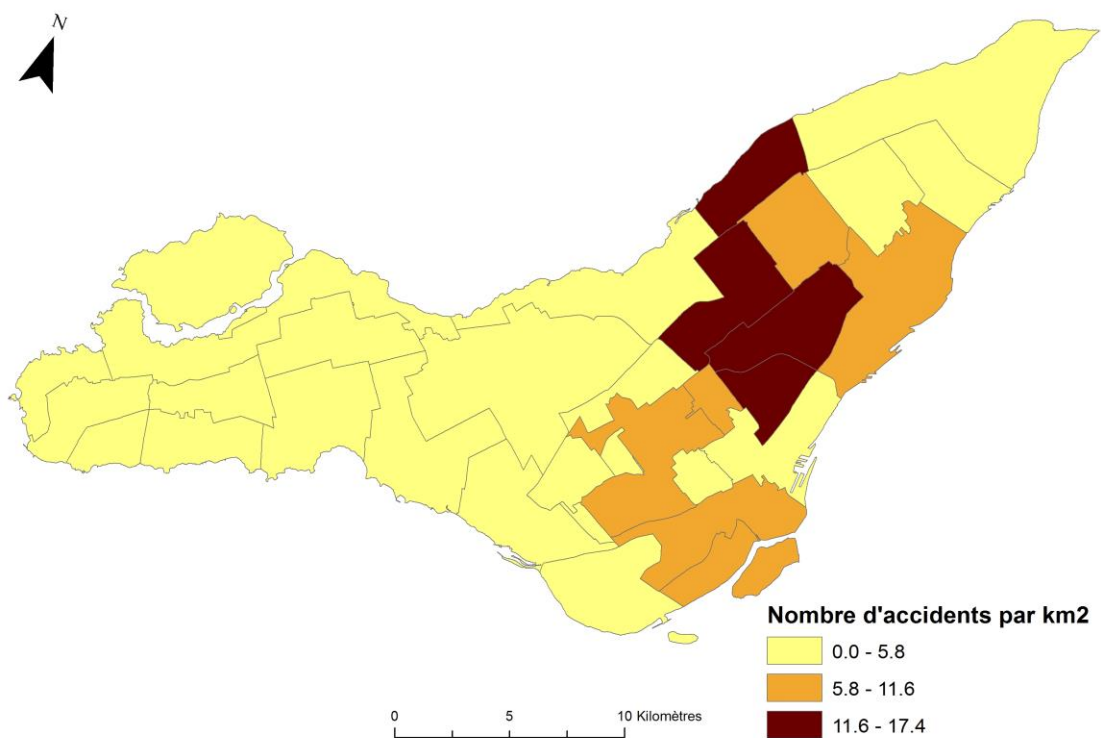 N
Nombre d'accidents par km2
0.0 - 5.8
5.8 - 11.6
11.6 - 17.4
0 5 10 Kilomètres